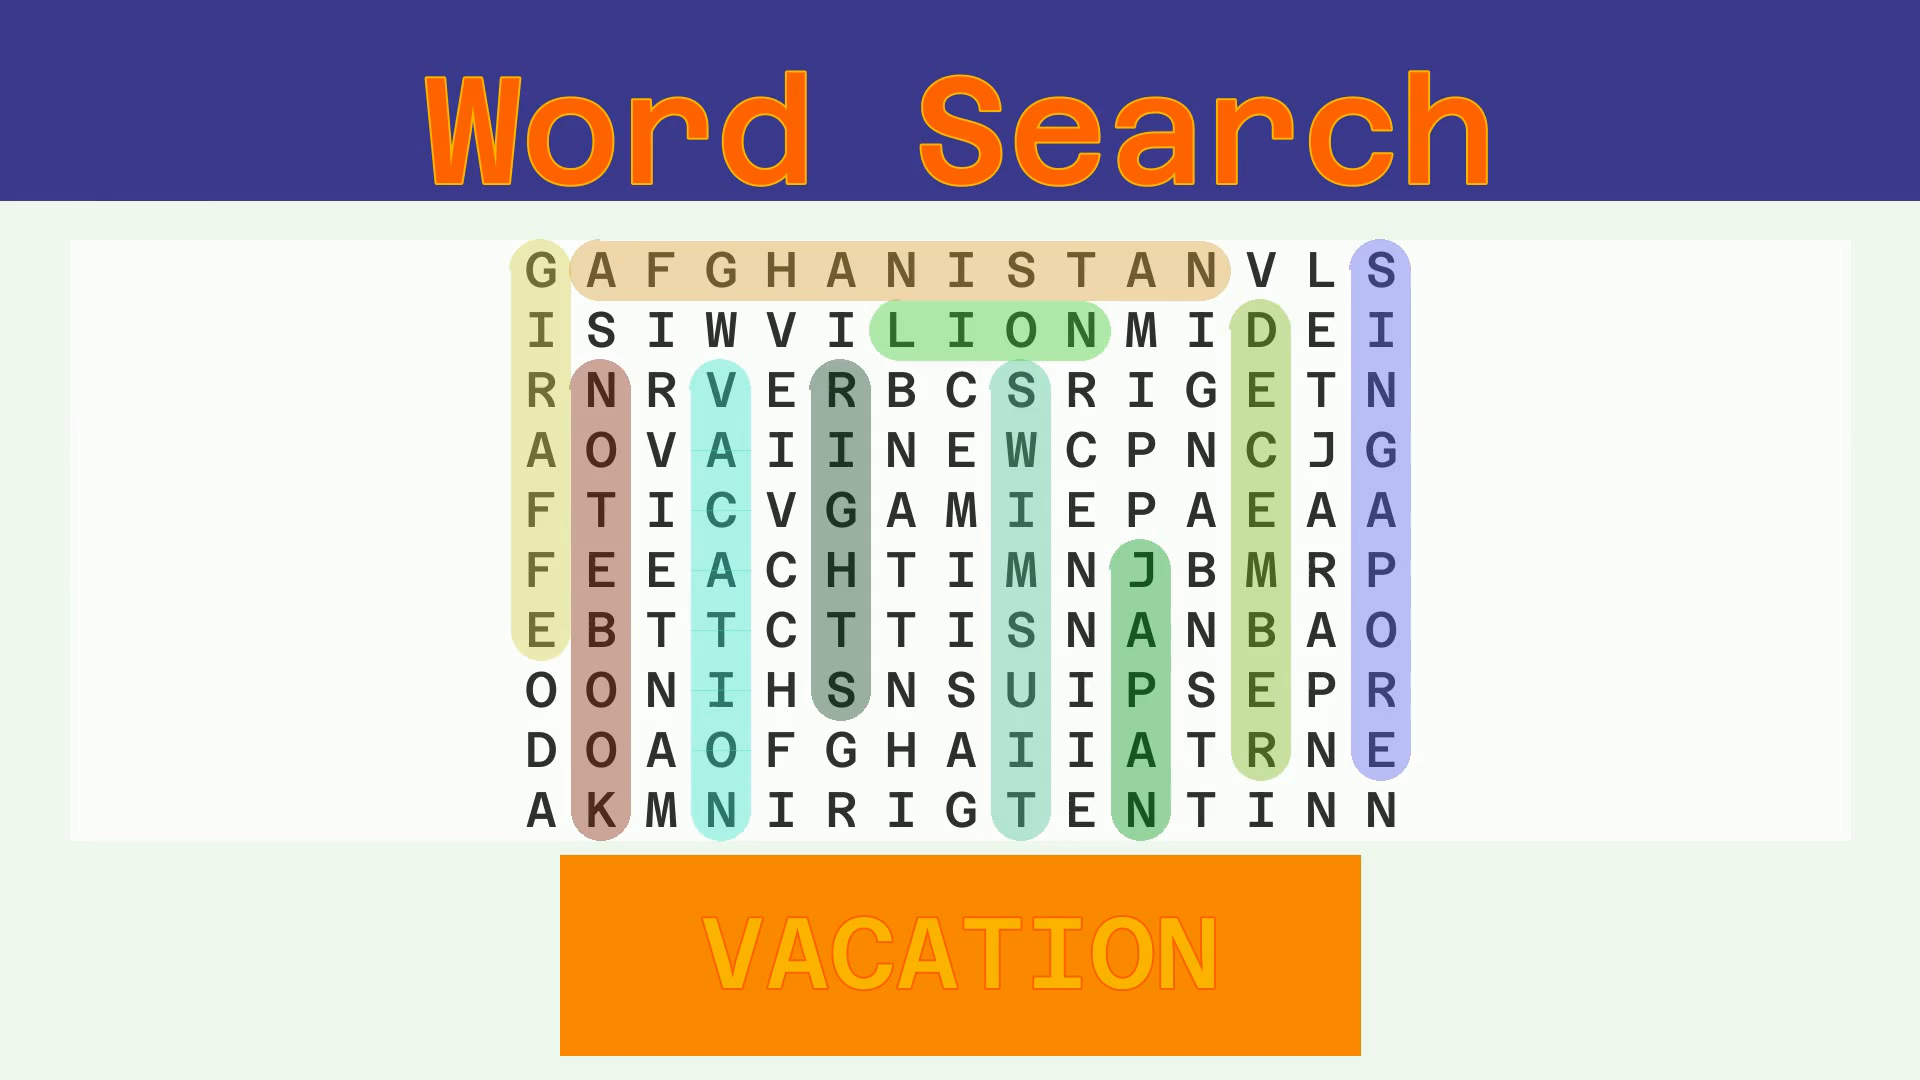 Word Search
G A F G H A N I S T A N V L S
I S I W V I L I O N M I D E I
R N R V E R B C S R I G E T N
A O V A I I N E W C P N C J G
F T I C V G A M I E P A E A A
F E E A C H T I M N J B M R P
E B T T C T T I S N A N B A O
O O N I H S N S U I P S E P R
D O A O F G H A I I A T R N E
A K M N I R I G T E N T I N N
VACATION